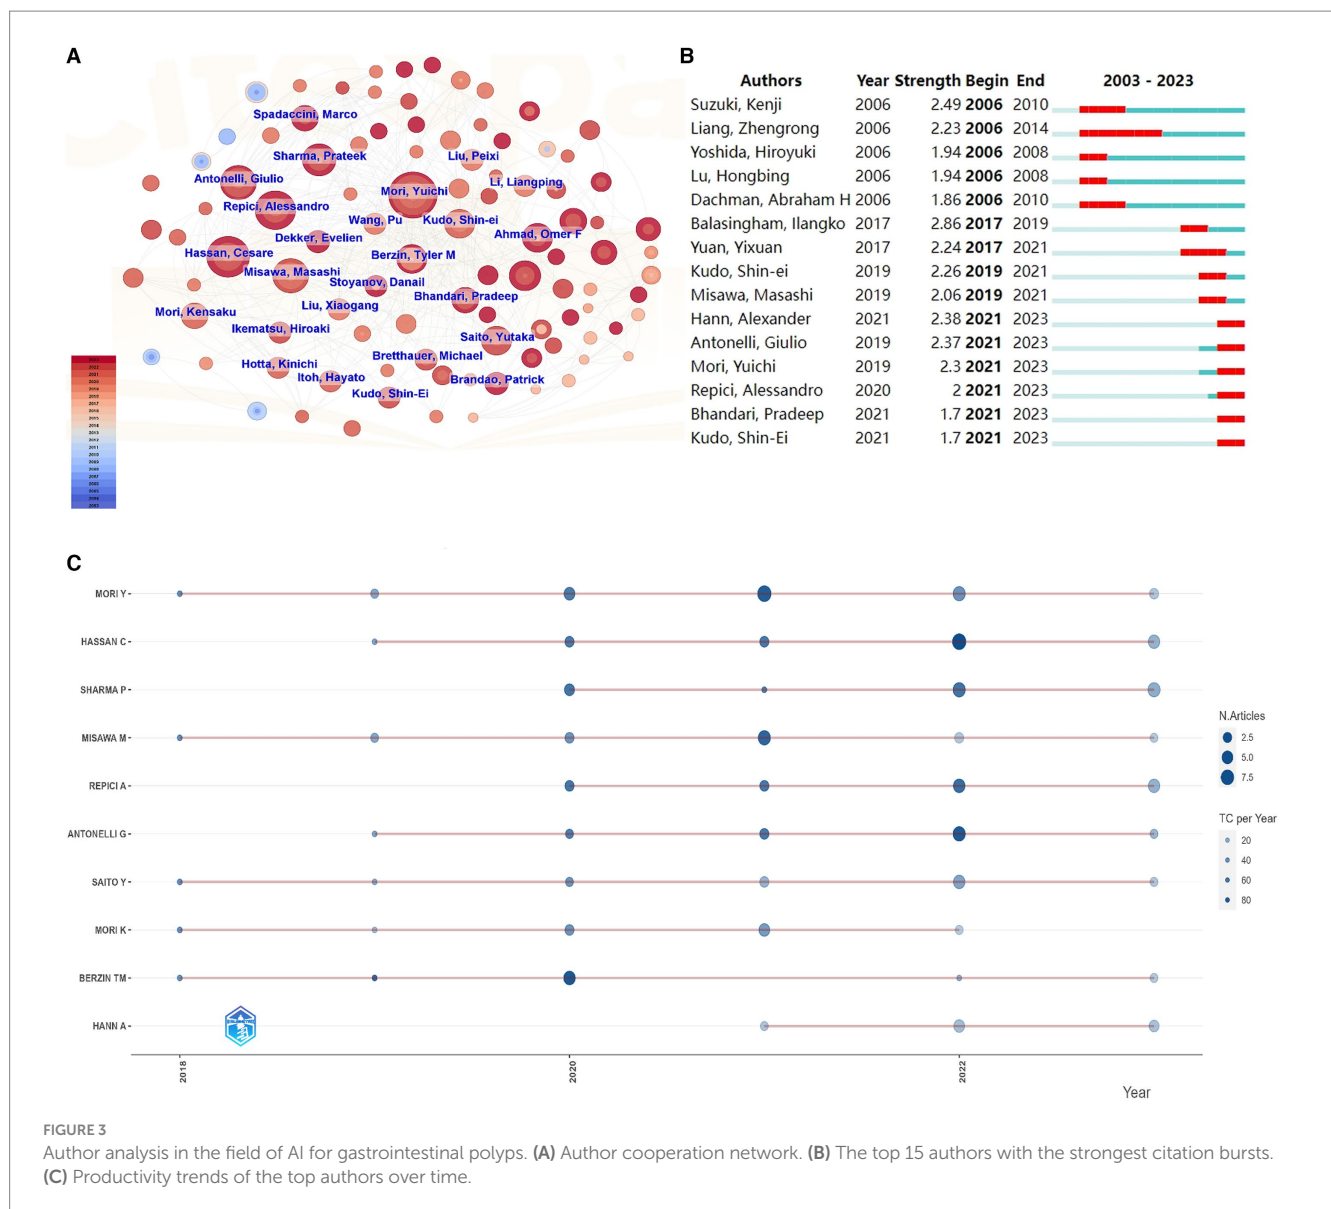 A
Spadaccini, Marco
Sharma, Prateek
Liu, Peixi
Antonelli, Giulio
Li, Liangping
Mori, Yuichi
Repici, Alessandro
Wang, Pu
Kudo, Shin-ei
Dekker, Evelien
Ahmad, Omer F
Hassan, Cesare
Berzin, Tyler M
Misawa, Masashi
Stoyanov, Danail
Bhandari, Pradeep
Liu, Xiaogang
Mori, Kensaku
Ikematsu, Hiroaki
Saito, Yutaka
Bretthauer, Michael
Hotta, Kinichi
Itoh, Hayato
Brandao, Patrick
Kudo, Shin-Ei
B
Authors Year Strength Begin End 2003 - 2023
Suzuki, Kenji 2006 2.49 2006 2010
Liang, Zhengrong 2006 2.23 2006 2014
Yoshida, Hiroyuki 2006 1.94 2006 2008
Lu, Hongbing 2006 1.94 2006 2008
Dachman, Abraham H 2006 1.86 2006 2010
Balasingham, Ilangko 2017 2.86 2017 2019
Yuan, Yixuan 2017 2.24 2017 2021
Kudo, Shin-ei 2019 2.26 2019 2021
Misawa, Masashi 2019 2.06 2019 2021
Hann, Alexander 2021 2.38 2021 2023
Antonelli, Giulio 2019 2.37 2021 2023
Mori, Yuichi 2019 2.3 2021 2023
Repici, Alessandro 2020 2 2021 2023
Bhandari, Pradeep 2021 1.7 2021 2023
Kudo, Shin-Ei 2021 1.7 2021 2023
C
MORI Y
HASSAN C
SHARMA P
MISAWA M
REPICI A
ANTONELLI G
SAITO Y
MORI K
BERZIN TM
HANN A
2018
2020
2022
Year
N.Articles
2.5
5.0
7.5
TC per Year
20
40
60
80
FIGURE 3
Author analysis in the field of AI for gastrointestinal polyps. (A) Author cooperation network. (B) The top 15 authors with the strongest citation bursts.
(C) Productivity trends of the top authors over time.